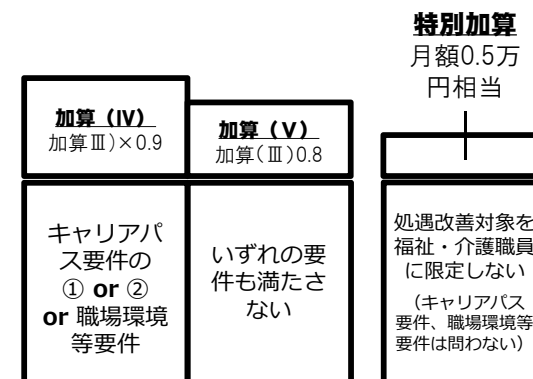 特別加算
月額0.5万
円相当
加算（Ⅳ）
加算Ⅲ)×0.9
加算（Ⅴ）
加算(Ⅲ)0.8
キャリアパ
ス要件の
① or ②
or 職場環境
等要件
いずれの要
件も満たさ
ない
処遇改善対象を
福祉・介護職員
に限定しない
（キャリアパス
要件、職場環境等
要件は問わない）